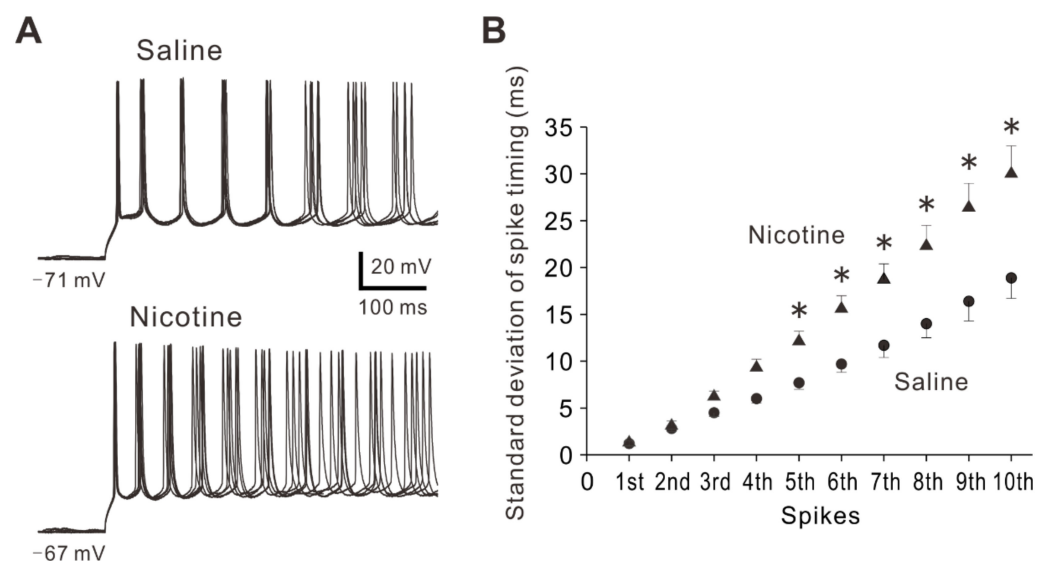 A
Saline
−71 mV
20 mV
100 ms
Nicotine
−67 mV
B
Standard deviation of spike timing (ms)
35
30
25
20
15
10
5
0
Nicotine
Saline
* * * * * *
0 1st 2nd 3rd 4th 5th 6th 7th 8th 9th 10th
Spikes